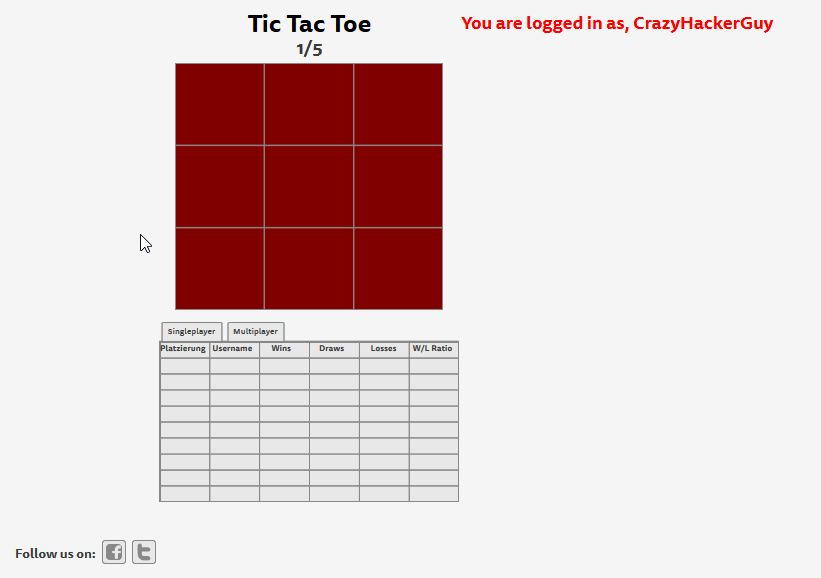 Tic Tac Toe
You are logged in as, CrazyHackerGuy
1/5
Singleplayer Multiplayer
Platzierung Username Wins Draws Losses W/L Ratio
Follow us on: